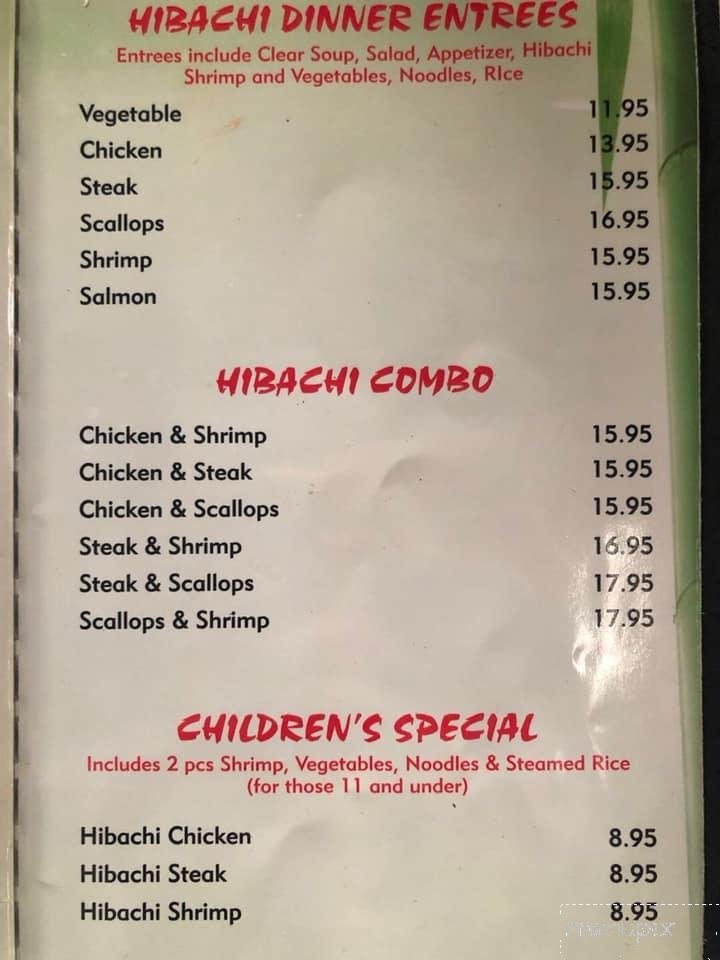 HIBACHI DINNER ENTREES
Entrees include Clear Soup, Salad, Appetizer, Hibachi
Shrimp and Vegetables, Noodles, RIce
Vegetable 11.95
Chicken 13.95
Steak 15.95
Scallops 16.95
Shrimp 15.95
Salmon 15.95
HIBACHI COMBO
Chicken & Shrimp 15.95
Chicken & Steak 15.95
Chicken & Scallops 15.95
Steak & Shrimp 16.95
Steak & Scallops 17.95
Scallops & Shrimp 17.95
CHILDREN'S SPECIAL
Includes 2 pcs Shrimp, Vegetables, Noodles & Steamed Rice
(for those 11 and under)
Hibachi Chicken 8.95
Hibachi Steak 8.95
Hibachi Shrimp 8.95
menupix